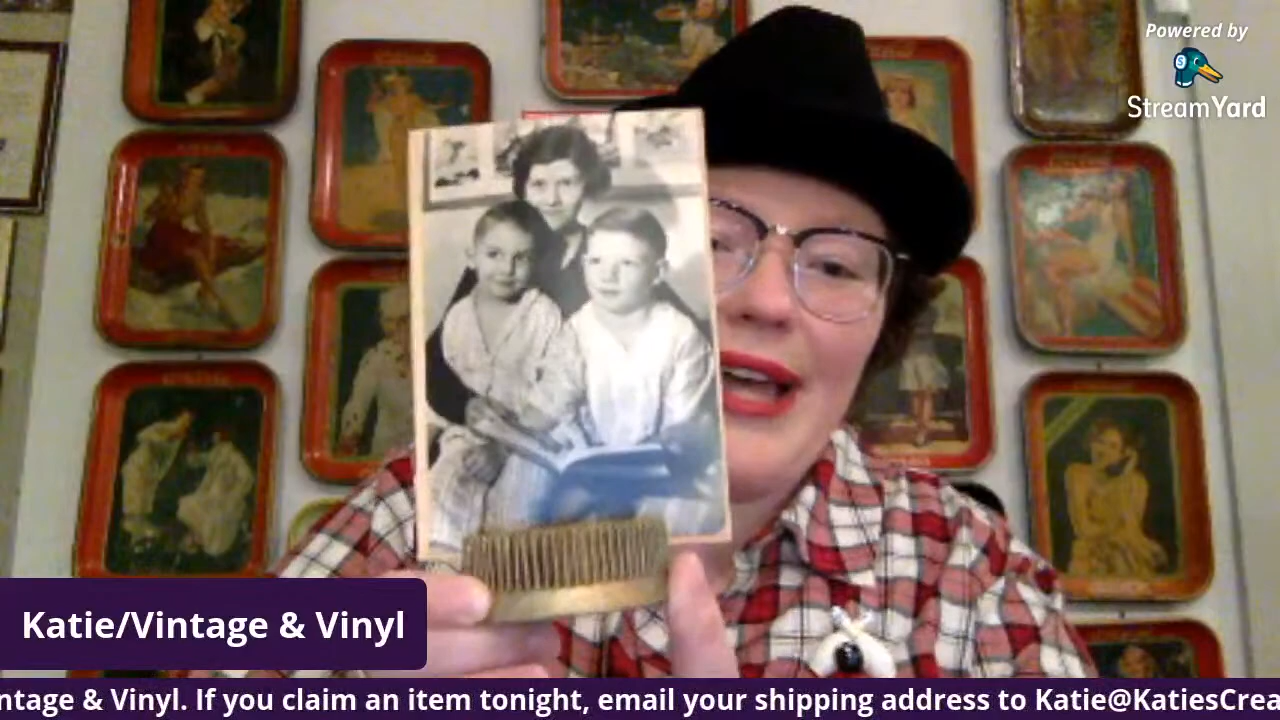 Powered by
StreamYard
Katie/Vintage & Vinyl
ntage & Vinyl. If you claim an item tonight, email your shipping address to Katie@KatiesCrea